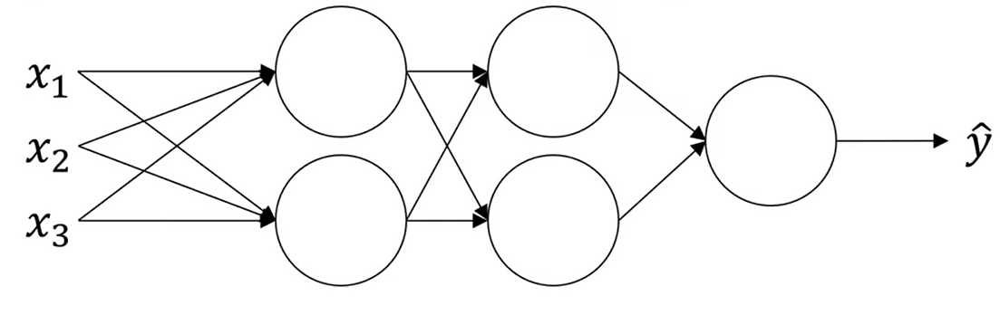 x₁
x₂
x₃
ŷ